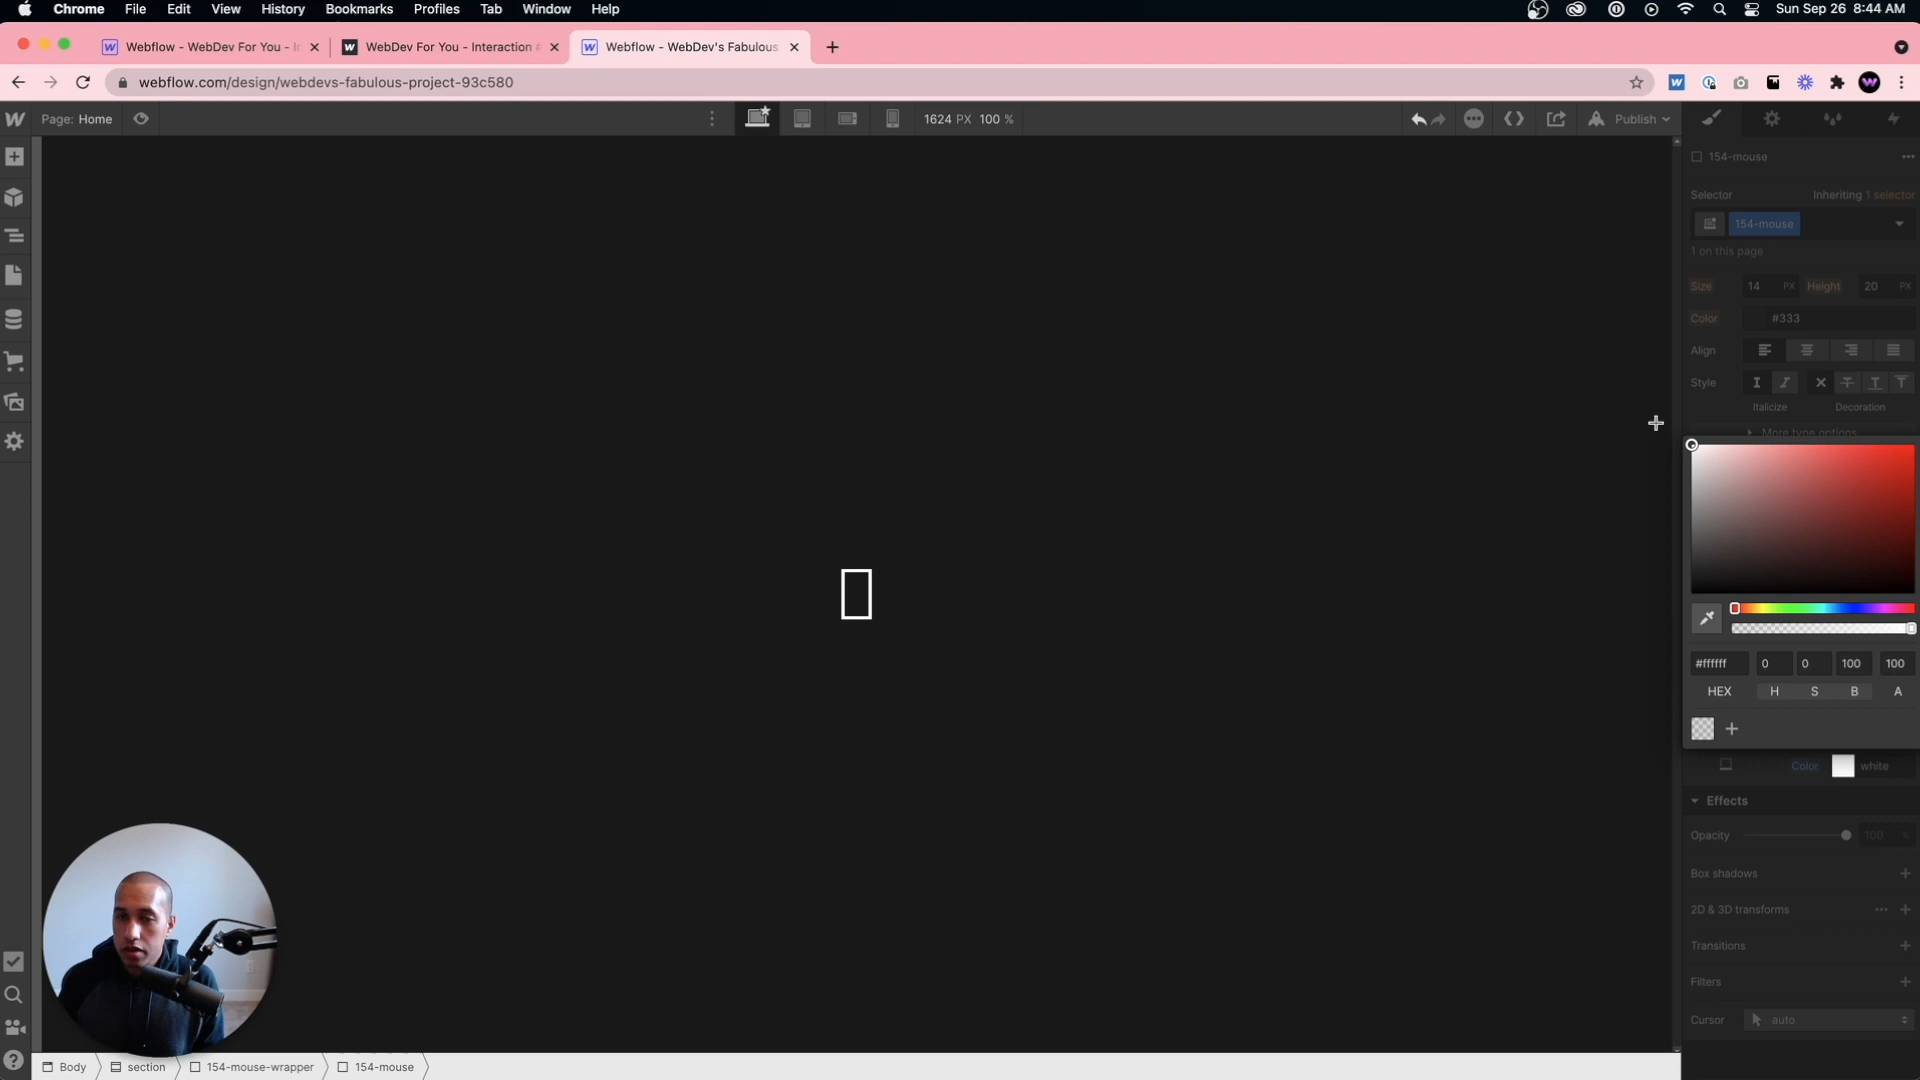 Chrome File Edit View History Bookmarks Profiles Tab Window Help
Sun Sep 26 8:44 AM
Webflow - WebDev For You - I
WebDev For You - Interaction
Webflow - WebDev's Fabulous
webflow.com/design/webdevs-fabulous-project-93c580
Page: Home
1624 PX 100 %
Publish
154-mouse
Selector
Inheriting 1 selector
154-mouse
1 on this page
Size 14 PX Height 20 PX
Color #333
Align
Style
Italicize Decoration
More type options
#ffffff 0 0 100 100
HEX H S B A
Color white
Effects
Opacity 100 %
Box shadows
2D & 3D transforms
Transitions
Filters
Cursor auto
Body section 154-mouse-wrapper 154-mouse